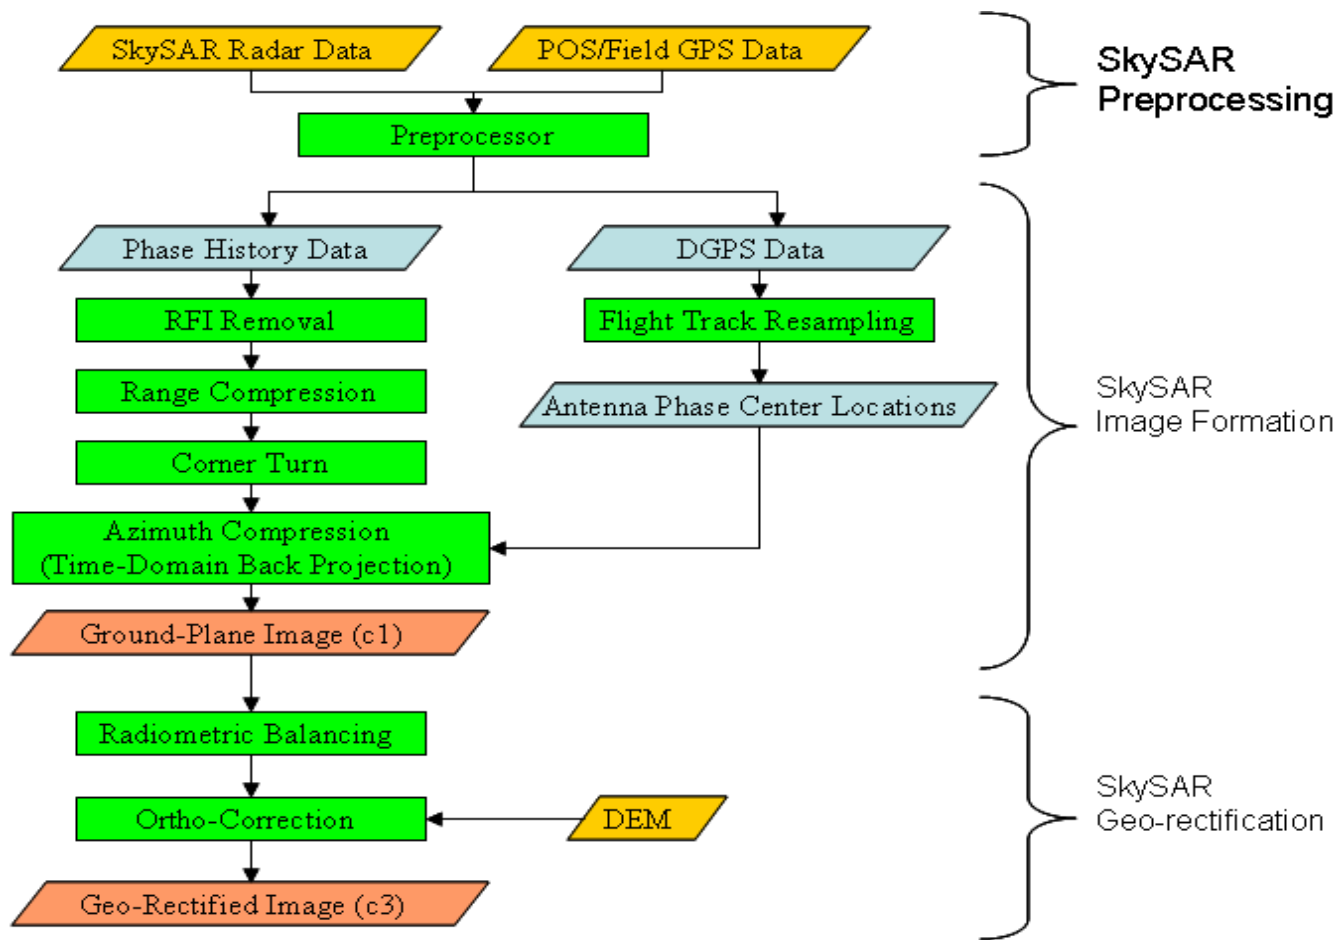 SkySAR Radar Data
POS/Field GPS Data
SkySAR
Preprocessing
Preprocessor
Phase History Data
DGPS Data
RFI Removal
Flight Track Resampling
Range Compression
Antenna Phase Center Locations
SkySAR
Image Formation
Corner Turn
Azimuth Compression
(Time-Domain Back Projection)
Ground-Plane Image (c1)
Radiometric Balancing
Ortho-Correction
DEM
SkySAR
Geo-rectification
Geo-Rectified Image (c3)